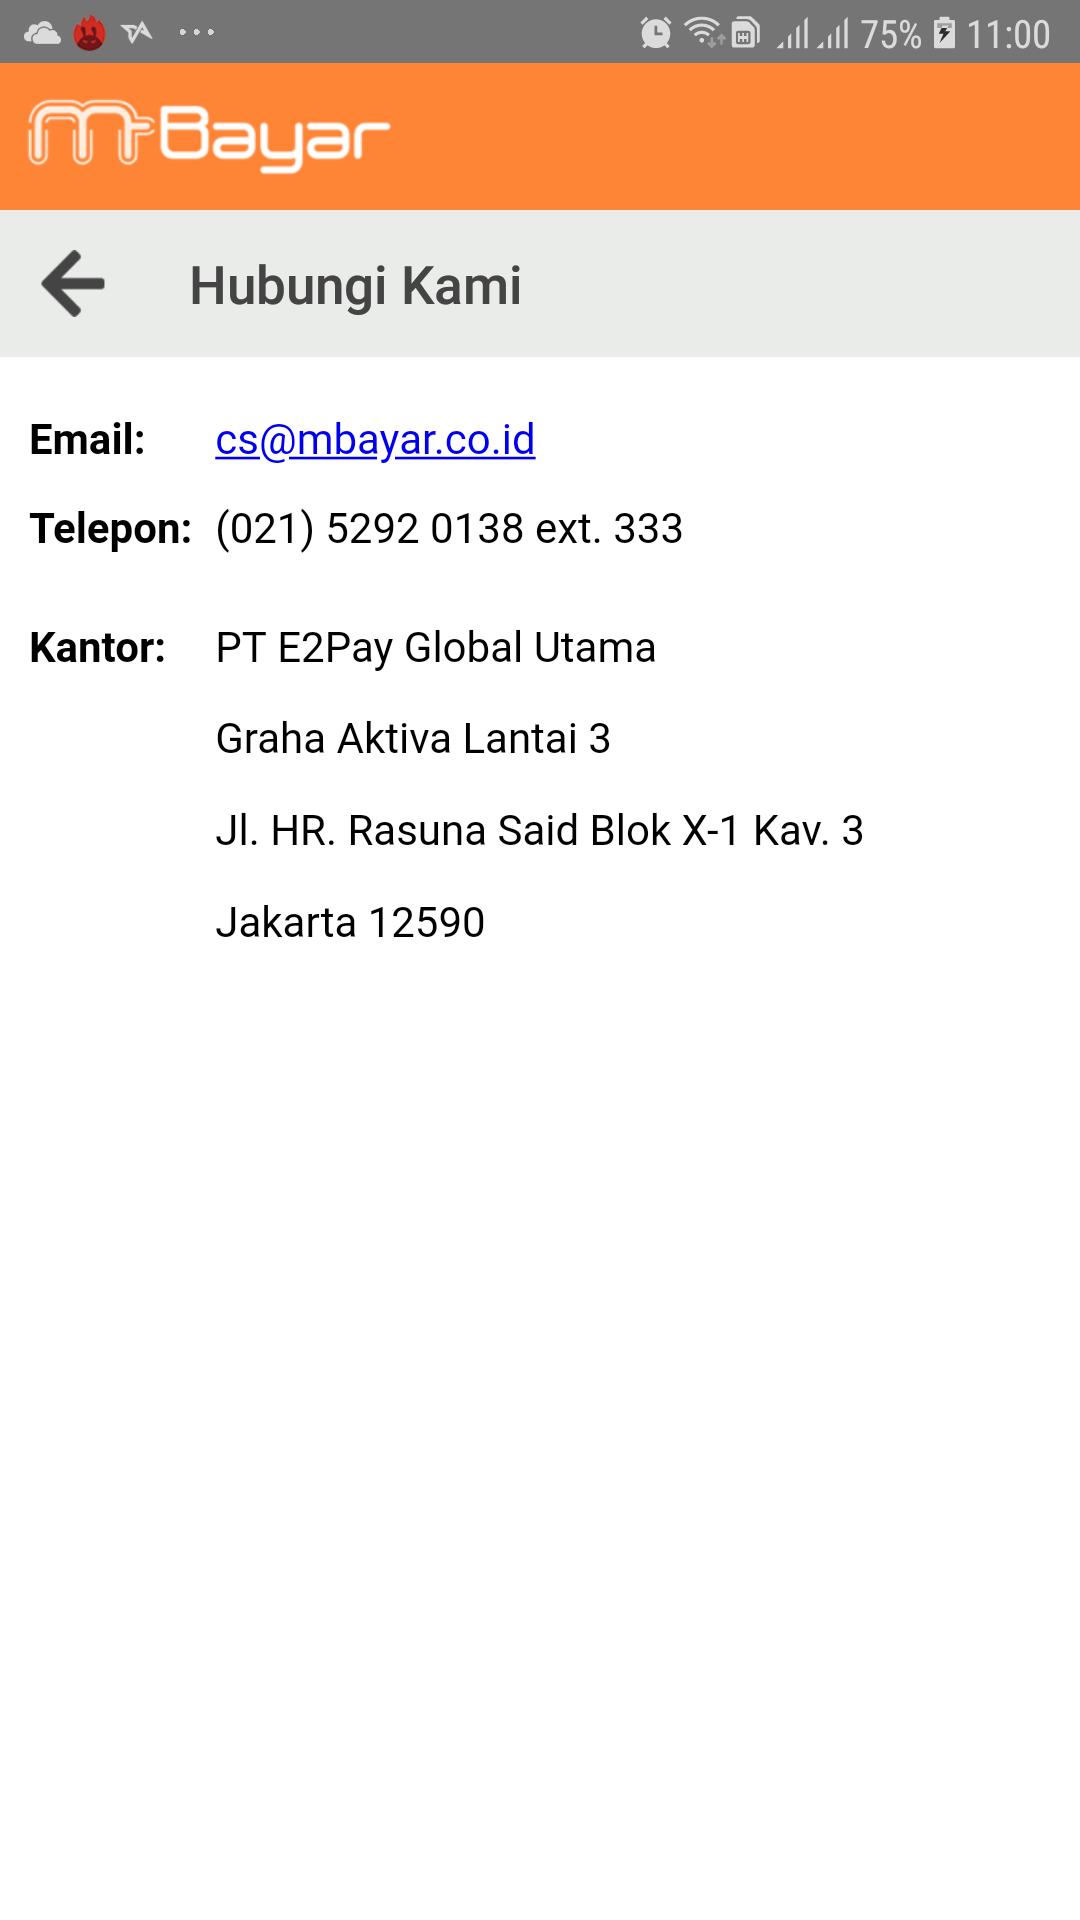 75% 11:00
m-Bayar
Hubungi Kami
Email: cs@mbayar.co.id
Telepon: (021) 5292 0138 ext. 333
Kantor: PT E2Pay Global Utama
Graha Aktiva Lantai 3
Jl. HR. Rasuna Said Blok X-1 Kav. 3
Jakarta 12590